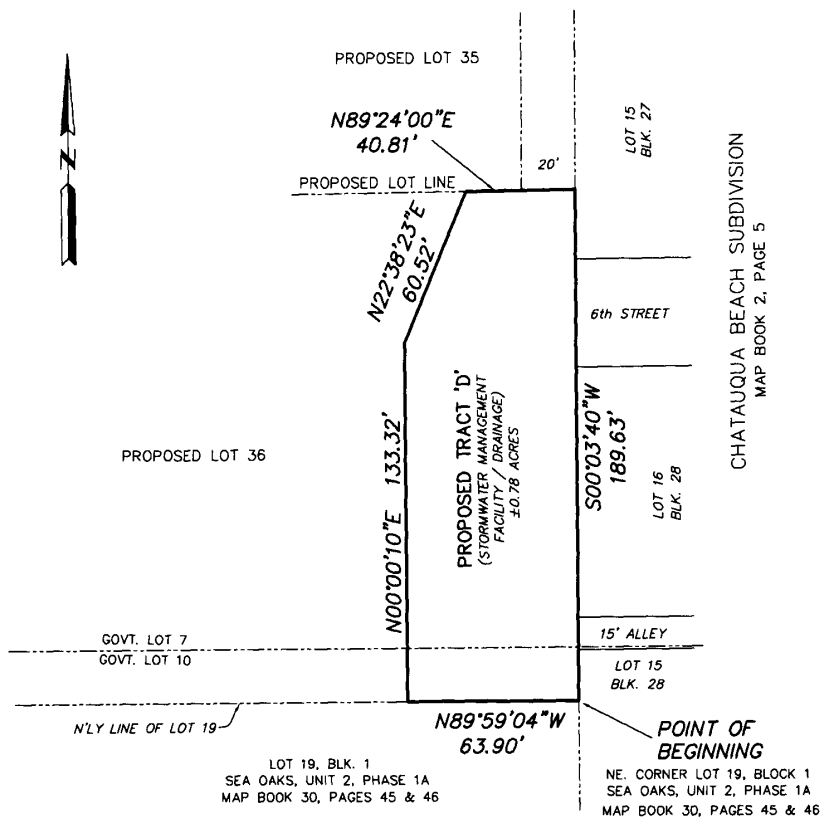 PROPOSED LOT 35
N89°24'00"E
40.81'
20'
LOT 15
BLK. 27
N
PROPOSED LOT LINE
N22°38'23"E
60.52'
6th STREET
CHATAUQUA BEACH SUBDIVISION
MAP BOOK 2, PAGE 5
PROPOSED LOT 36
N00°00'10"E 133.32'
PROPOSED TRACT 'D'
(STORMWATER MANAGEMENT
FACILITY / DRAINAGE)
±0.78 ACRES
S00°03'40"W
189.63'
LOT 16
BLK. 28
GOVT. LOT 7
GOVT. LOT 10
15' ALLEY
LOT 15
BLK. 28
N'LY LINE OF LOT 19
N89°59'04"W
63.90'
POINT OF
BEGINNING
LOT 19, BLK. 1
SEA OAKS, UNIT 2, PHASE 1A
MAP BOOK 30, PAGES 45 & 46
NE. CORNER LOT 19, BLOCK 1
SEA OAKS, UNIT 2, PHASE 1A
MAP BOOK 30, PAGES 45 & 46